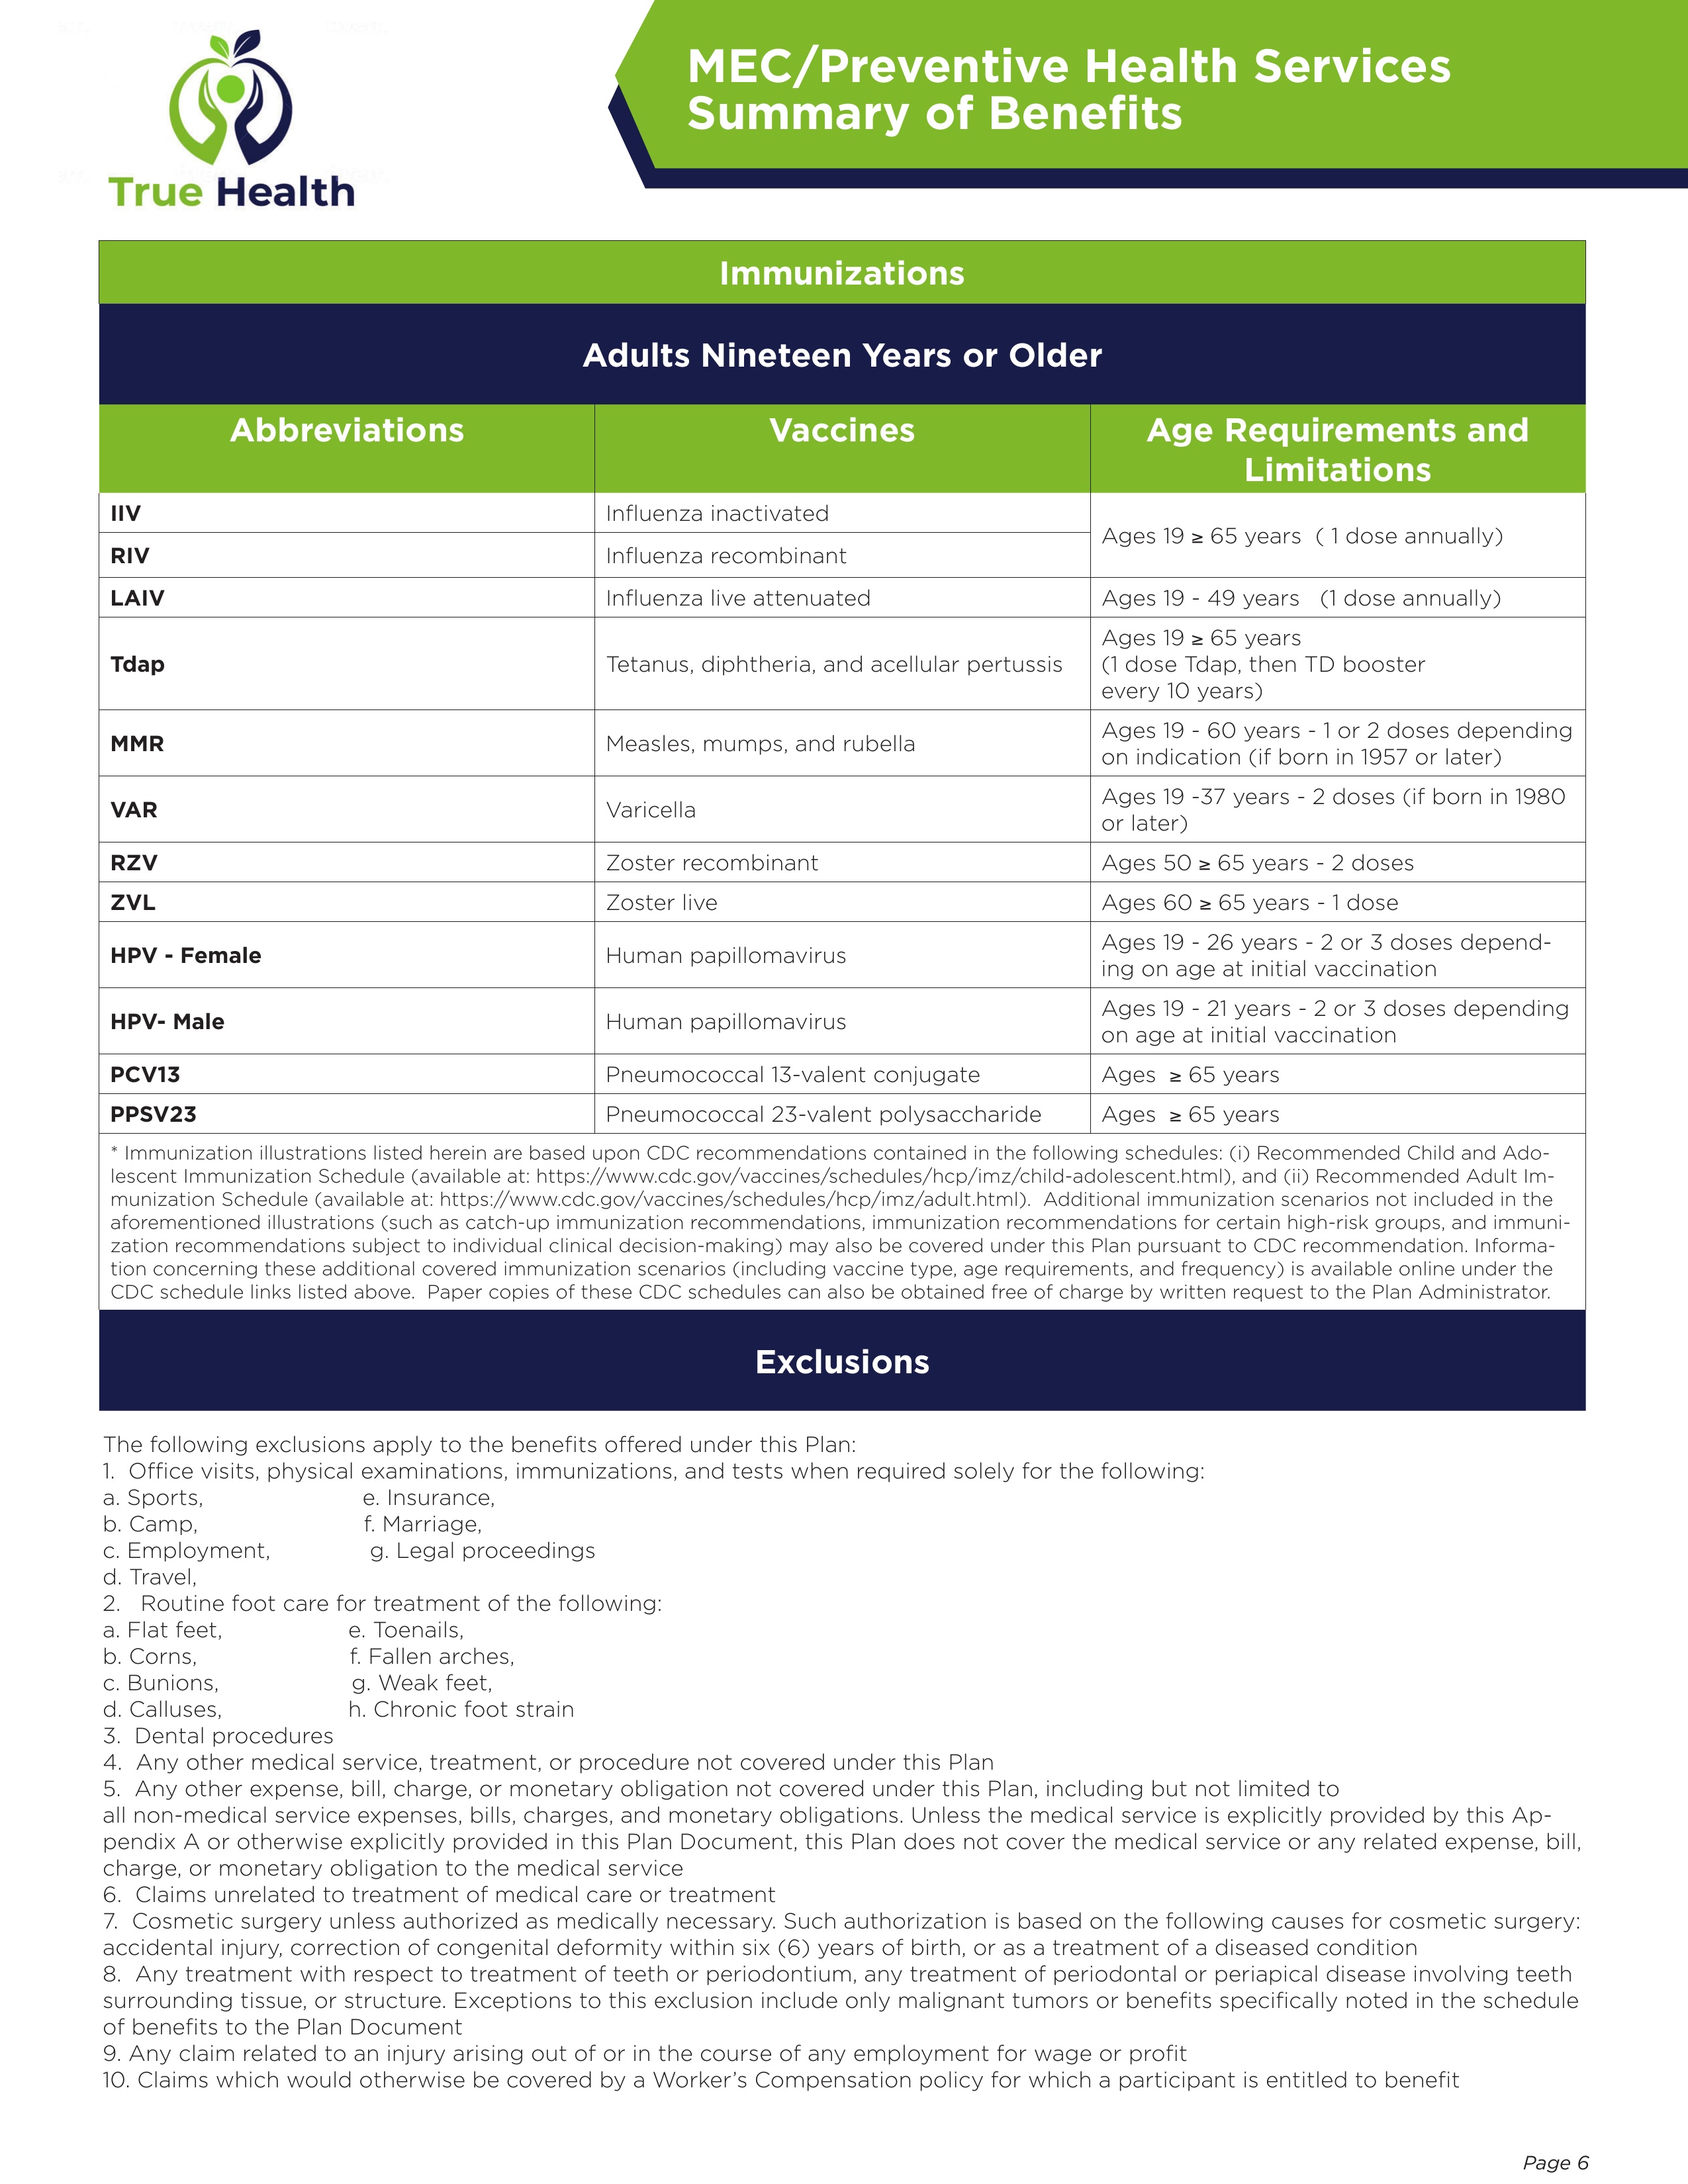 True Health
MEC/Preventive Health Services
Summary of Benefits
Immunizations
Adults Nineteen Years or Older
Abbreviations
Vaccines
Age Requirements and
Limitations
IIV
Influenza inactivated
Ages 19 ≥ 65 years  ( 1 dose annually)
RIV
Influenza recombinant
LAIV
Influenza live attenuated
Ages 19 - 49 years   (1 dose annually)
Tdap
Tetanus, diphtheria, and acellular pertussis
Ages 19 ≥ 65 years
(1 dose Tdap, then TD booster
every 10 years)
MMR
Measles, mumps, and rubella
Ages 19 - 60 years - 1 or 2 doses depending
on indication (if born in 1957 or later)
VAR
Varicella
Ages 19 -37 years - 2 doses (if born in 1980
or later)
RZV
Zoster recombinant
Ages 50 ≥ 65 years - 2 doses
ZVL
Zoster live
Ages 60 ≥ 65 years - 1 dose
HPV - Female
Human papillomavirus
Ages 19 - 26 years - 2 or 3 doses depend-
ing on age at initial vaccination
HPV- Male
Human papillomavirus
Ages 19 - 21 years - 2 or 3 doses depending
on age at initial vaccination
PCV13
Pneumococcal 13-valent conjugate
Ages  ≥ 65 years
PPSV23
Pneumococcal 23-valent polysaccharide
Ages  ≥ 65 years
* Immunization illustrations listed herein are based upon CDC recommendations contained in the following schedules: (i) Recommended Child and Ado-
lescent Immunization Schedule (available at: https://www.cdc.gov/vaccines/schedules/hcp/imz/child-adolescent.html), and (ii) Recommended Adult Im-
munization Schedule (available at: https://www.cdc.gov/vaccines/schedules/hcp/imz/adult.html).  Additional immunization scenarios not included in the
aforementioned illustrations (such as catch-up immunization recommendations, immunization recommendations for certain high-risk groups, and immuni-
zation recommendations subject to individual clinical decision-making) may also be covered under this Plan pursuant to CDC recommendation. Informa-
tion concerning these additional covered immunization scenarios (including vaccine type, age requirements, and frequency) is available online under the
CDC schedule links listed above.  Paper copies of these CDC schedules can also be obtained free of charge by written request to the Plan Administrator.
Exclusions
The following exclusions apply to the benefits offered under this Plan:
1.  Office visits, physical examinations, immunizations, and tests when required solely for the following:
a. Sports, e. Insurance,
b. Camp, f. Marriage,
c. Employment, g. Legal proceedings
d. Travel,
2.   Routine foot care for treatment of the following:
a. Flat feet, e. Toenails,
b. Corns, f. Fallen arches,
c. Bunions, g. Weak feet,
d. Calluses, h. Chronic foot strain
3.  Dental procedures
4.  Any other medical service, treatment, or procedure not covered under this Plan
5.  Any other expense, bill, charge, or monetary obligation not covered under this Plan, including but not limited to
all non-medical service expenses, bills, charges, and monetary obligations. Unless the medical service is explicitly provided by this Ap-
pendix A or otherwise explicitly provided in this Plan Document, this Plan does not cover the medical service or any related expense, bill,
charge, or monetary obligation to the medical service
6.  Claims unrelated to treatment of medical care or treatment
7.  Cosmetic surgery unless authorized as medically necessary. Such authorization is based on the following causes for cosmetic surgery:
accidental injury, correction of congenital deformity within six (6) years of birth, or as a treatment of a diseased condition
8.  Any treatment with respect to treatment of teeth or periodontium, any treatment of periodontal or periapical disease involving teeth
surrounding tissue, or structure. Exceptions to this exclusion include only malignant tumors or benefits specifically noted in the schedule
of benefits to the Plan Document
9. Any claim related to an injury arising out of or in the course of any employment for wage or profit
10. Claims which would otherwise be covered by a Worker’s Compensation policy for which a participant is entitled to benefit
Page 6